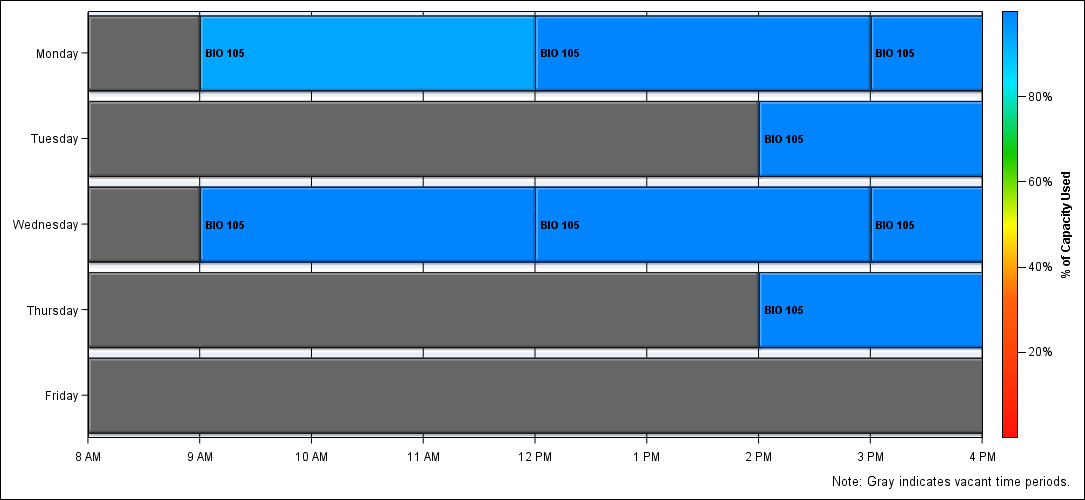 Monday
BIO 105
BIO 105
BIO 105
Tuesday
BIO 105
Wednesday
BIO 105
BIO 105
BIO 105
Thursday
BIO 105
Friday
8 AM
9 AM
10 AM
11 AM
12 PM
1 PM
2 PM
3 PM
4 PM
80%
60%
40%
20%
% of Capacity Used
Note: Gray indicates vacant time periods.